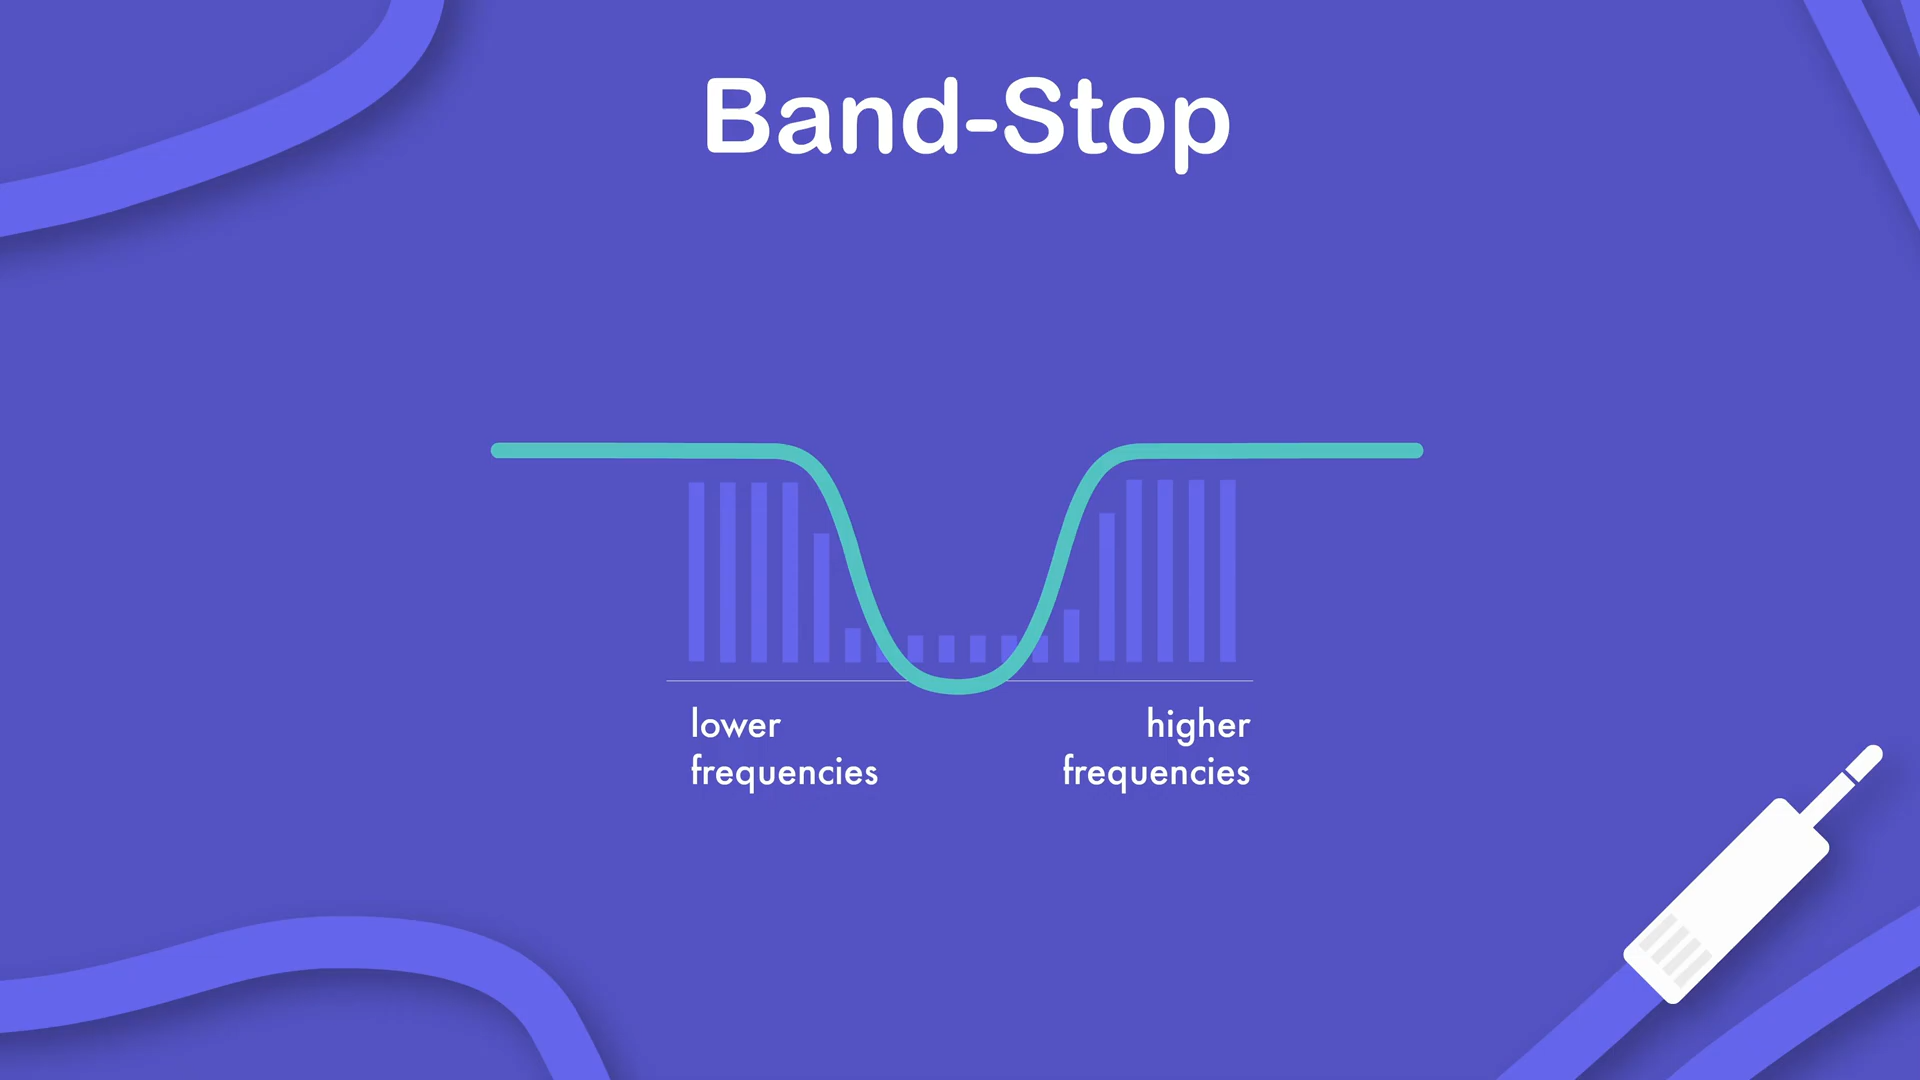 Band-Stop
lower
frequencies
higher
frequencies